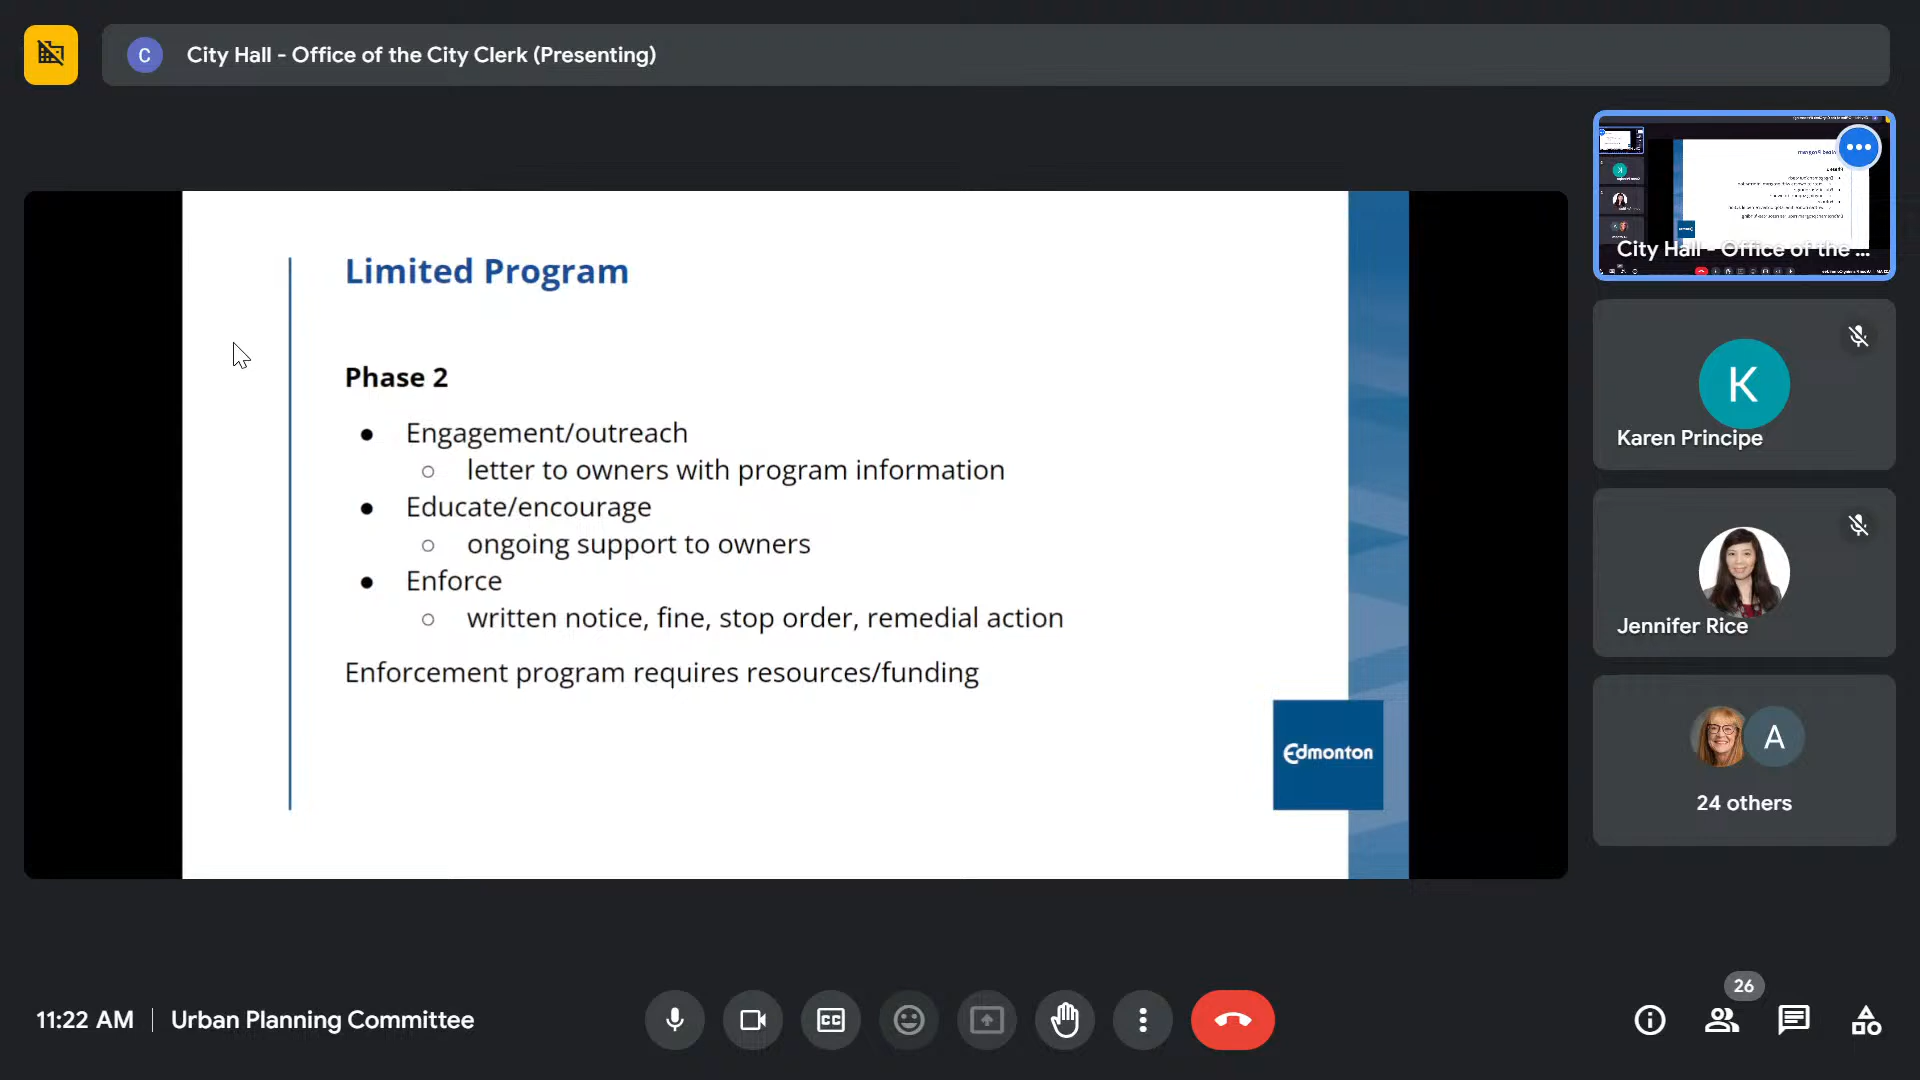 C
City Hall - Office of the City Clerk (Presenting)
Limited Program
Phase 2
● Engagement/outreach
○ letter to owners with program information
● Educate/encourage
○ ongoing support to owners
● Enforce
○ written notice, fine, stop order, remedial action
Enforcement program requires resources/funding
Edmonton
City Hall - Office of the ...
K
Karen Principe
Jennifer Rice
A
24 others
11:22 AM
Urban Planning Committee
CC
26